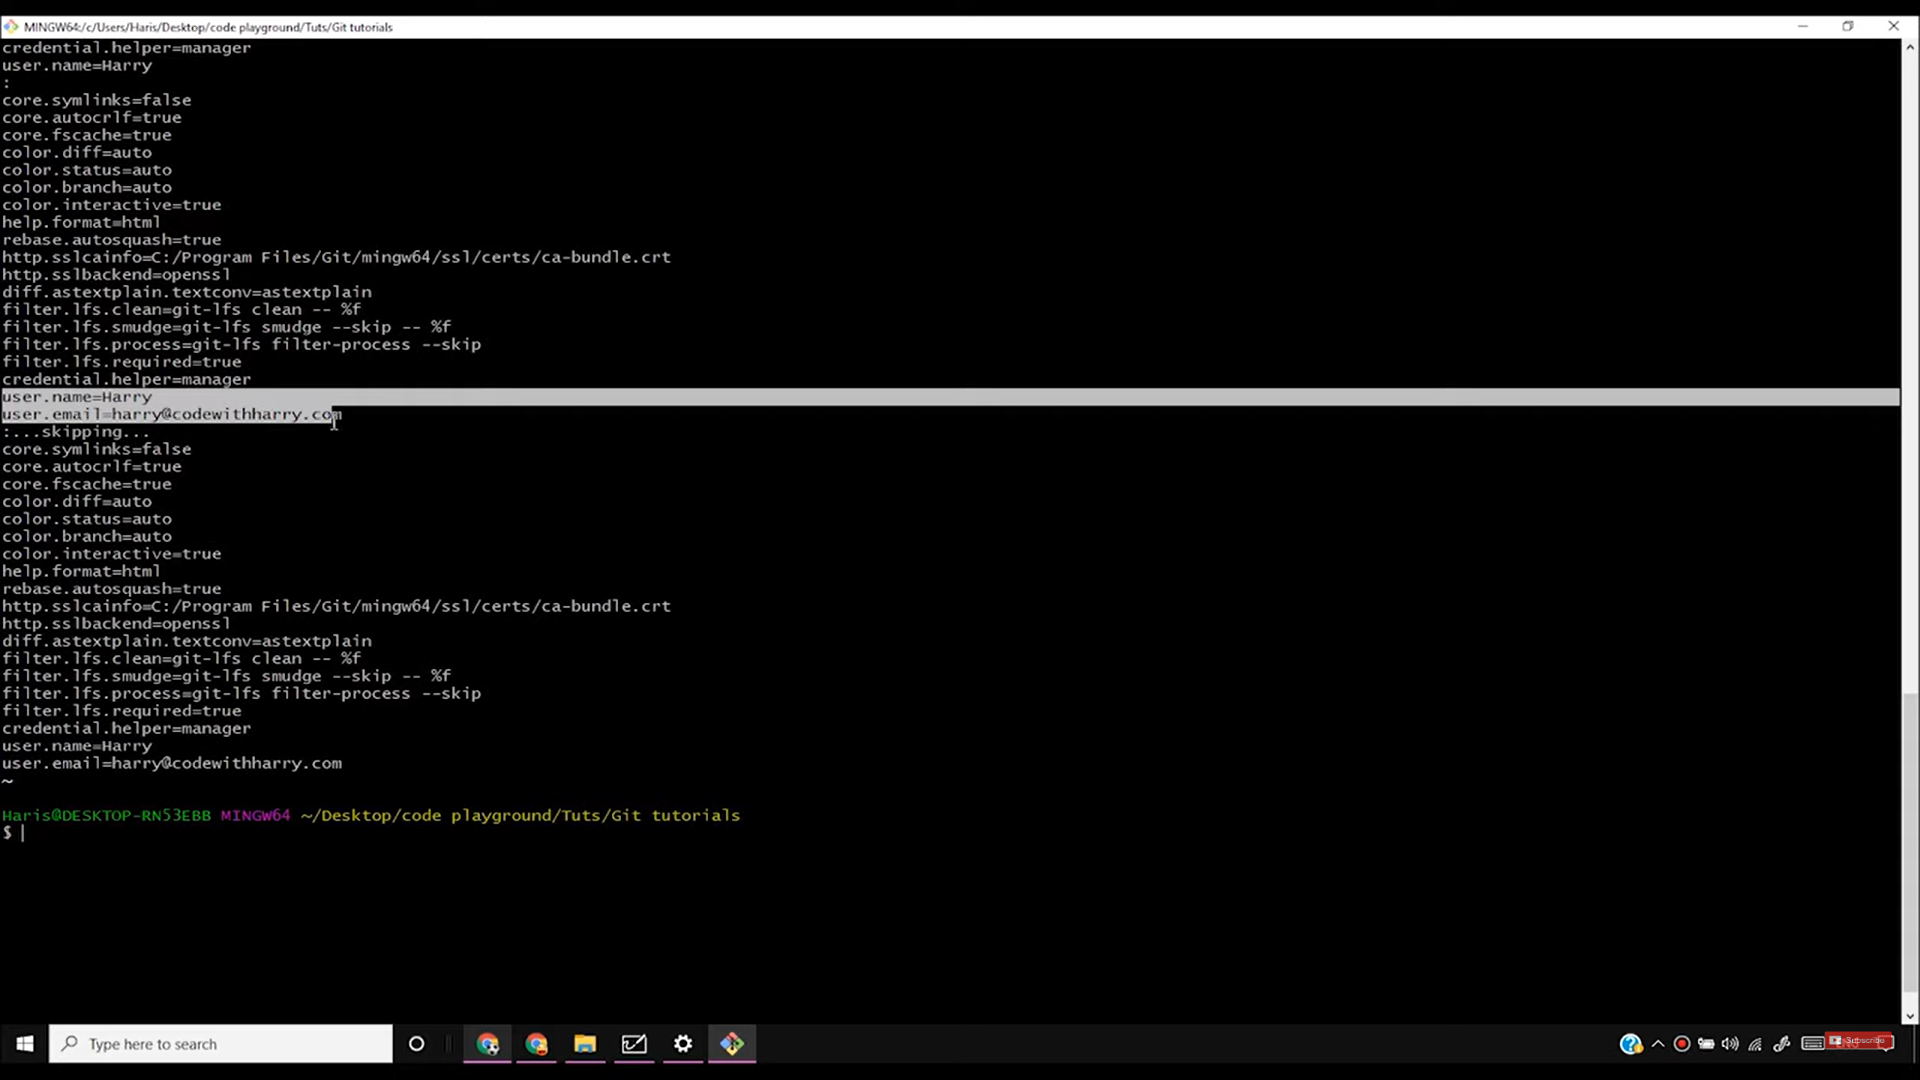 MINGW64:/c/Users/Haris/Desktop/code playground/Tuts/Git tutorials
credential.helper=manager
user.name=Harry
:
core.symlinks=false
core.autocrlf=true
core.fscache=true
color.diff=auto
color.status=auto
color.branch=auto
color.interactive=true
help.format=html
rebase.autosquash=true
http.sslcainfo=C:/Program Files/Git/mingw64/ssl/certs/ca-bundle.crt
http.sslbackend=openssl
diff.astextplain.textconv=astextplain
filter.lfs.clean=git-lfs clean -- %f
filter.lfs.smudge=git-lfs smudge --skip -- %f
filter.lfs.process=git-lfs filter-process --skip
filter.lfs.required=true
credential.helper=manager
user.name=Harry
user.email=harry@codewithharry.com
:...skipping...
core.symlinks=false
core.autocrlf=true
core.fscache=true
color.diff=auto
color.status=auto
color.branch=auto
color.interactive=true
help.format=html
rebase.autosquash=true
http.sslcainfo=C:/Program Files/Git/mingw64/ssl/certs/ca-bundle.crt
http.sslbackend=openssl
diff.astextplain.textconv=astextplain
filter.lfs.clean=git-lfs clean -- %f
filter.lfs.smudge=git-lfs smudge --skip -- %f
filter.lfs.process=git-lfs filter-process --skip
filter.lfs.required=true
credential.helper=manager
user.name=Harry
user.email=harry@codewithharry.com
~
Haris@DESKTOP-RN53EBB MINGW64 ~/Desktop/code playground/Tuts/Git tutorials
$
Type here to search
Subscribe